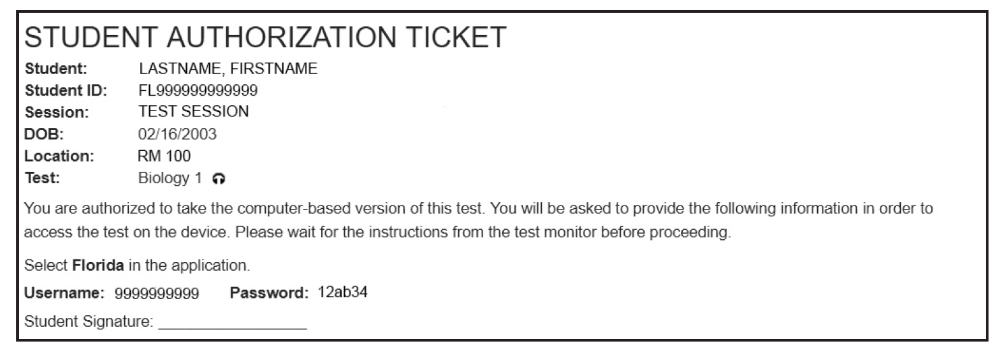 STUDENT AUTHORIZATION TICKET
Student: LASTNAME, FIRSTNAME
Student ID: FL999999999999
Session: TEST SESSION
DOB: 02/16/2003
Location: RM 100
Test: Biology 1
You are authorized to take the computer-based version of this test. You will be asked to provide the following information in order to
access the test on the device. Please wait for the instructions from the test monitor before proceeding.
Select Florida in the application.
Username: 9999999999 Password: 12ab34
Student Signature: __________________